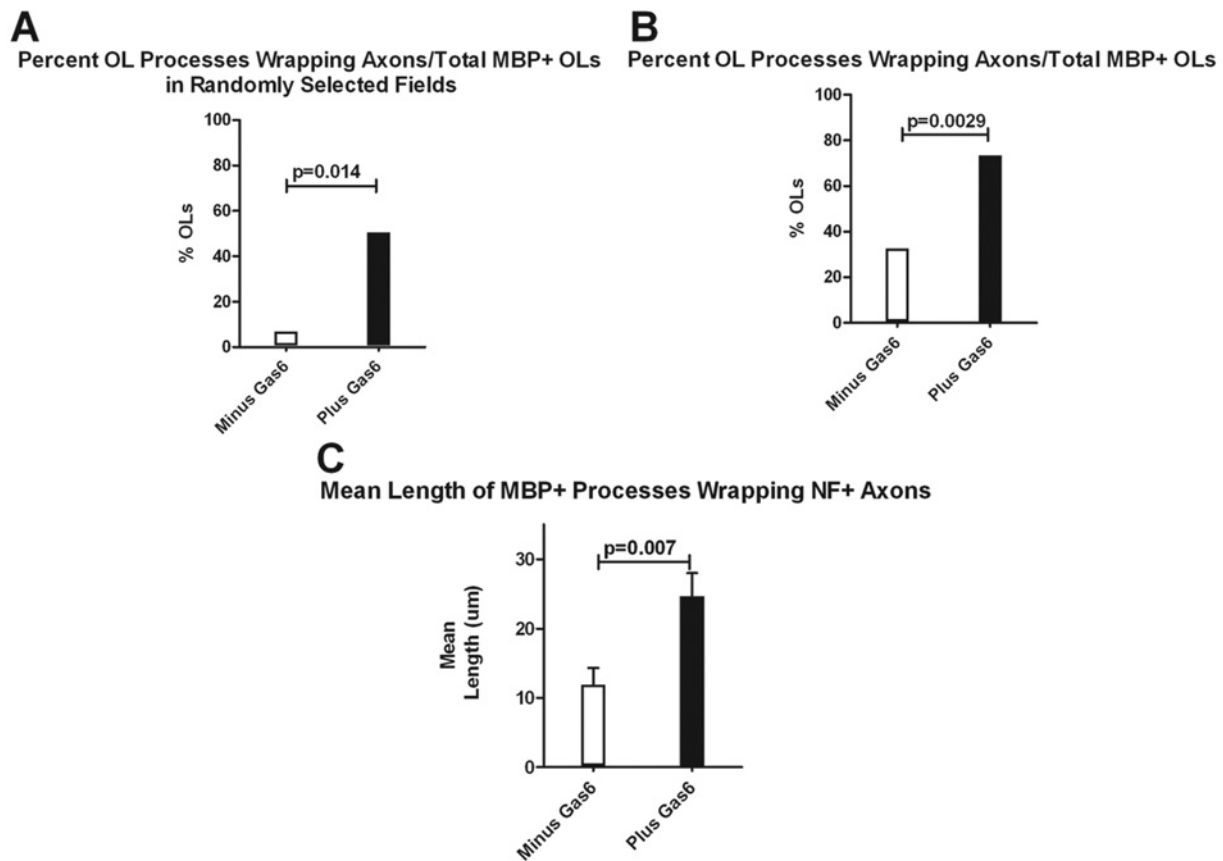 A
Percent OL Processes Wrapping Axons/Total MBP+ OLs
in Randomly Selected Fields
100
80
60
40
20
0
% OLs
p=0.014
Minus Gas6
Plus Gas6
B
Percent OL Processes Wrapping Axons/Total MBP+ OLs
100
80
60
40
20
0
% OLs
p=0.0029
Minus Gas6
Plus Gas6
C
Mean Length of MBP+ Processes Wrapping NF+ Axons
30
20
10
0
Mean
Length (um)
p=0.007
Minus Gas6
Plus Gas6